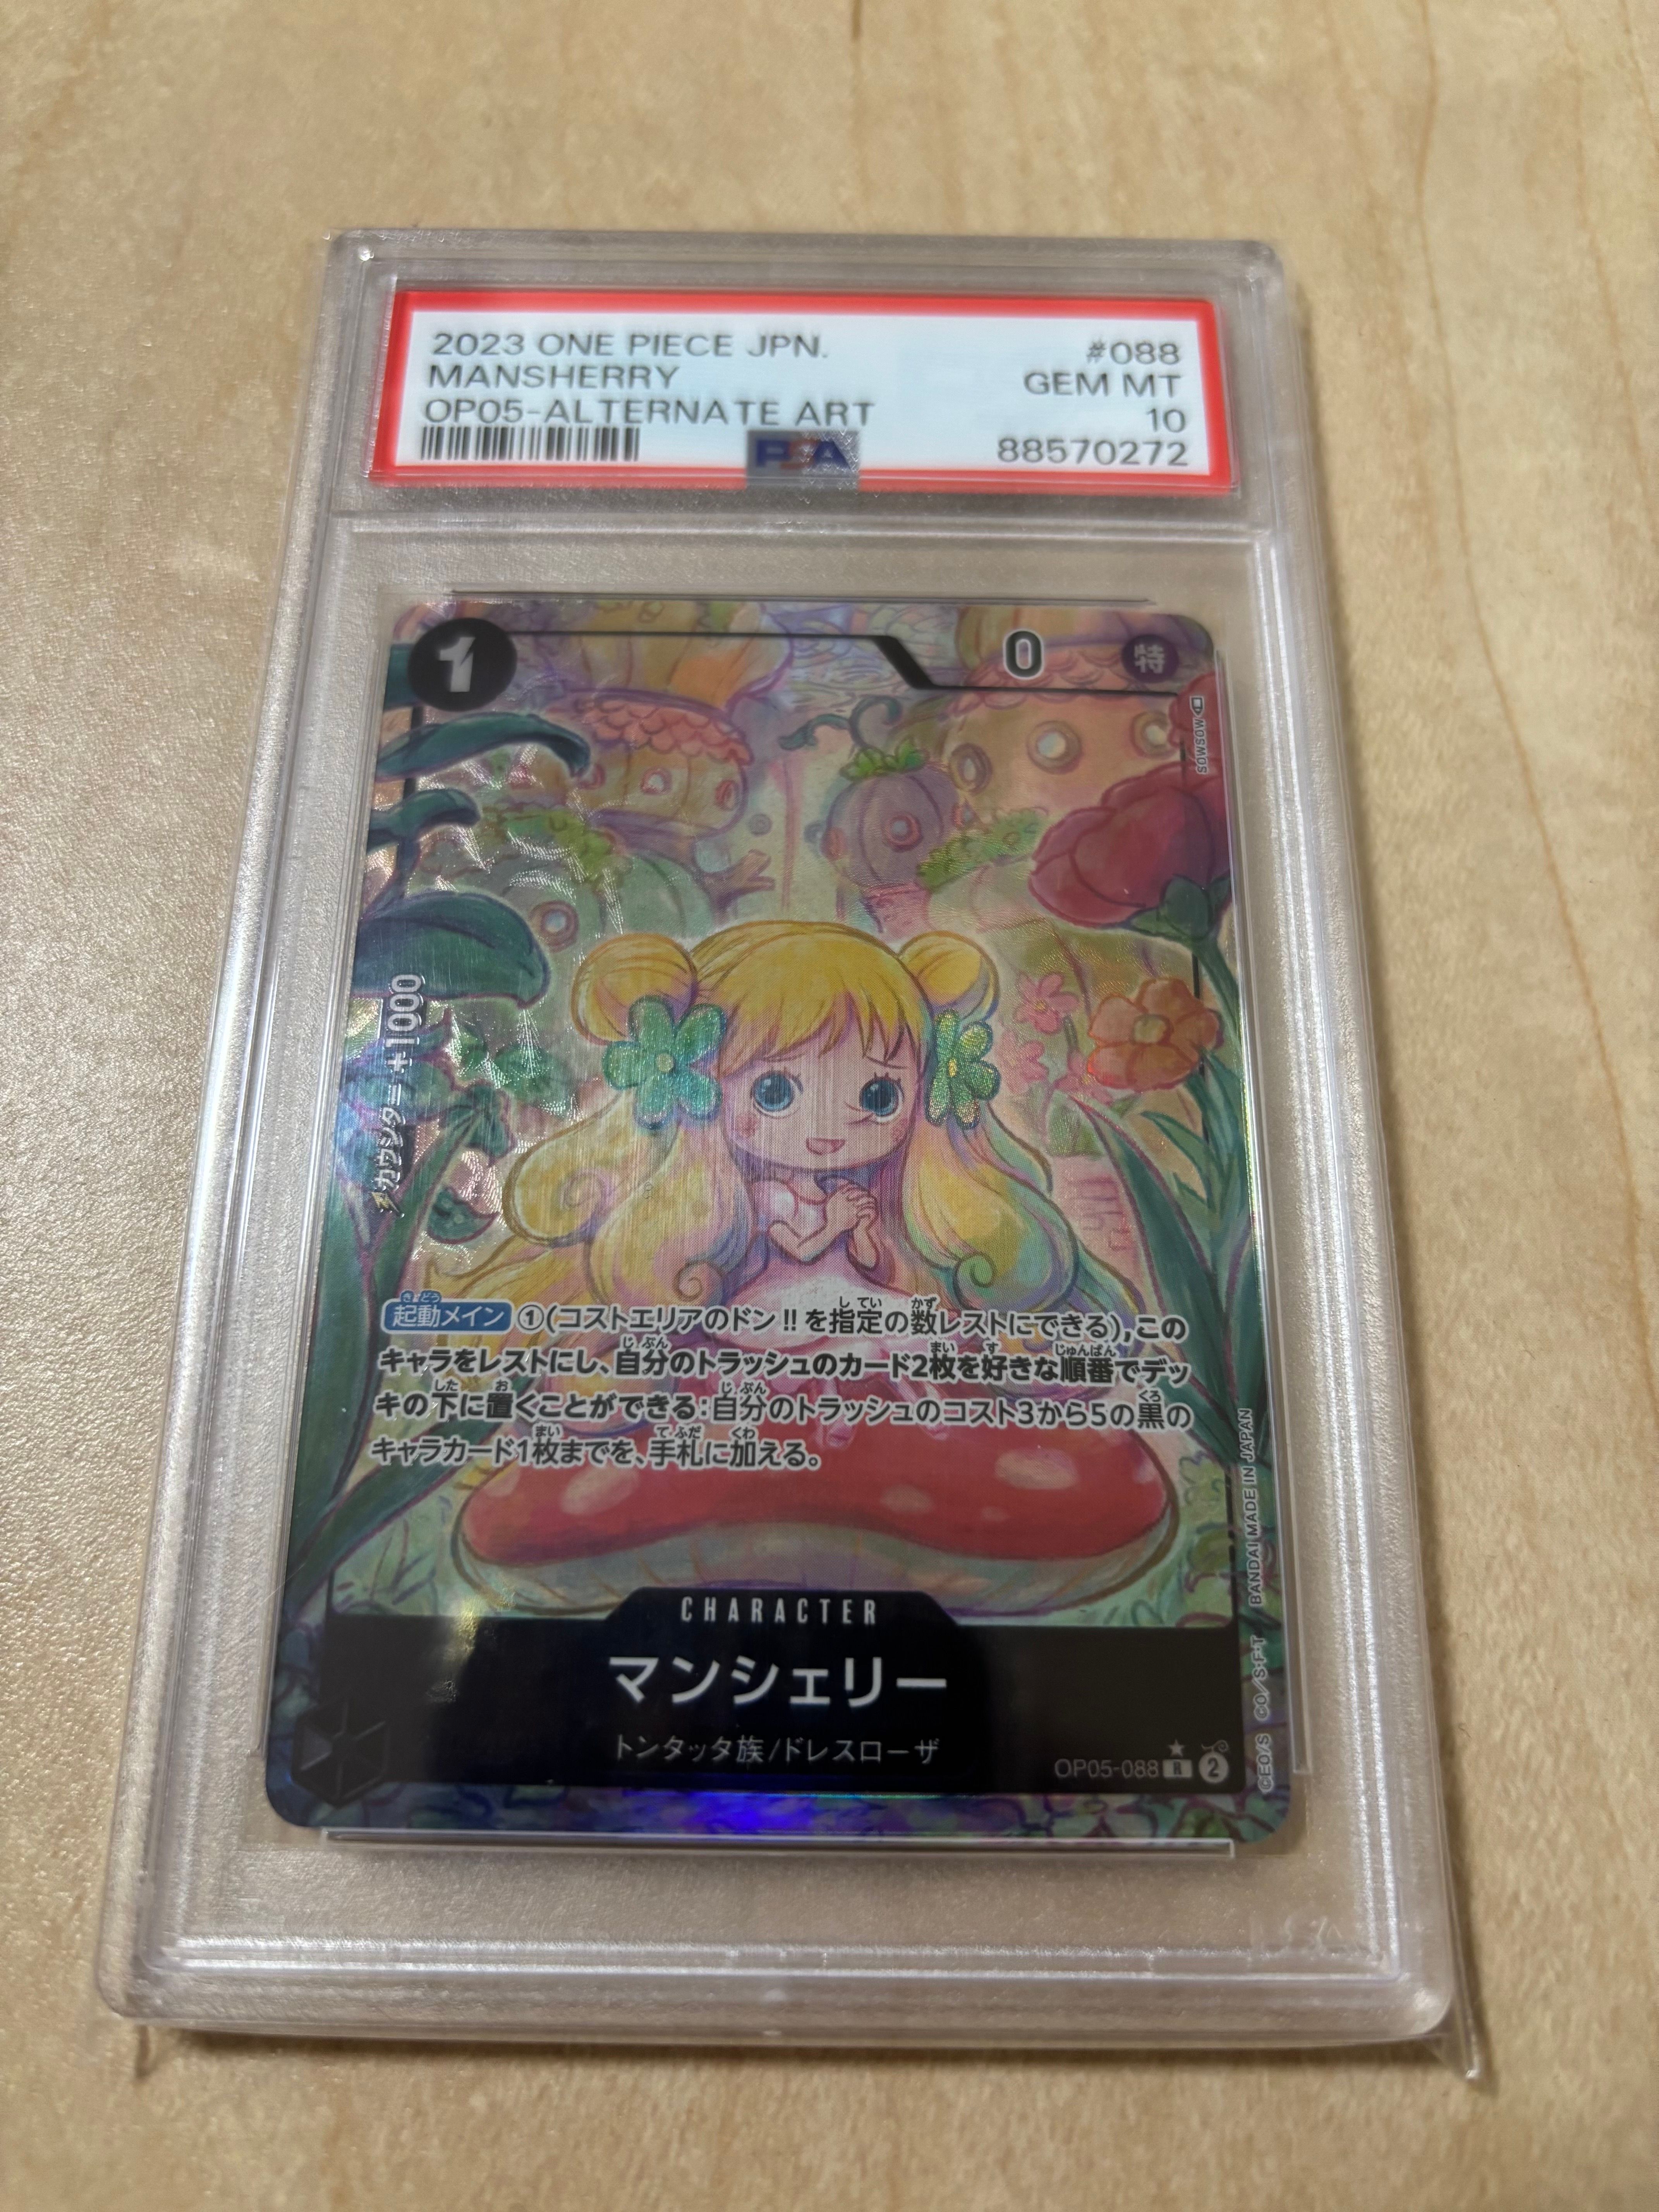 2023 ONE PIECE JPN. #088
MANSHERRY GEM MT
OP05-ALTERNATE ART 10
PSA 88570272
1
0
特
SOWSOW
カウンター +1000
起動メイン ①(コストエリアのドン!!を指定の数レストにできる),この
キャラをレストにし、自分のトラッシュのカード2枚を好きな順番でデッ
キの下に置くことができる:自分のトラッシュのコスト3から5の黒の
キャラカード1枚までを、手札に加える。
CHARACTER
マンシェリー
トンタッタ族/ドレスローザ
OP05-088 R 2
©EO/S ©O/S・F・T BANDAI MADE IN JAPAN